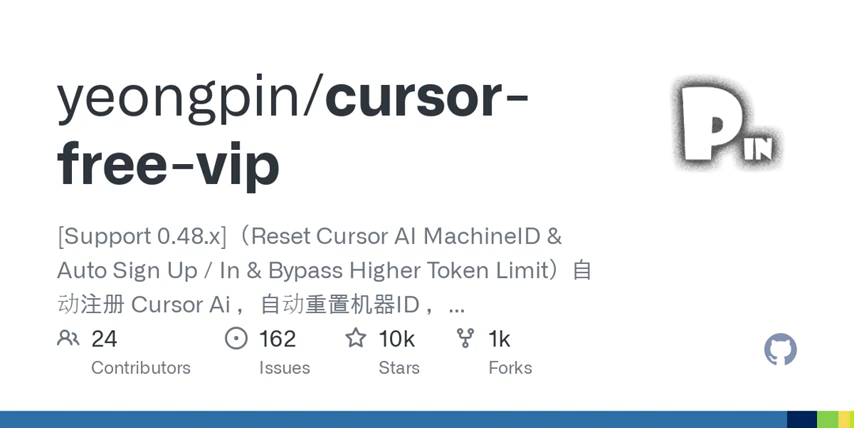 yeongpin/cursor-
free-vip
[Support 0.48.x]（Reset Cursor AI MachineID &
Auto Sign Up / In & Bypass Higher Token Limit）自
动注册 Cursor Ai ，自动重置机器ID ， ...
24
Contributors
162
Issues
10k
Stars
1k
Forks
P IN